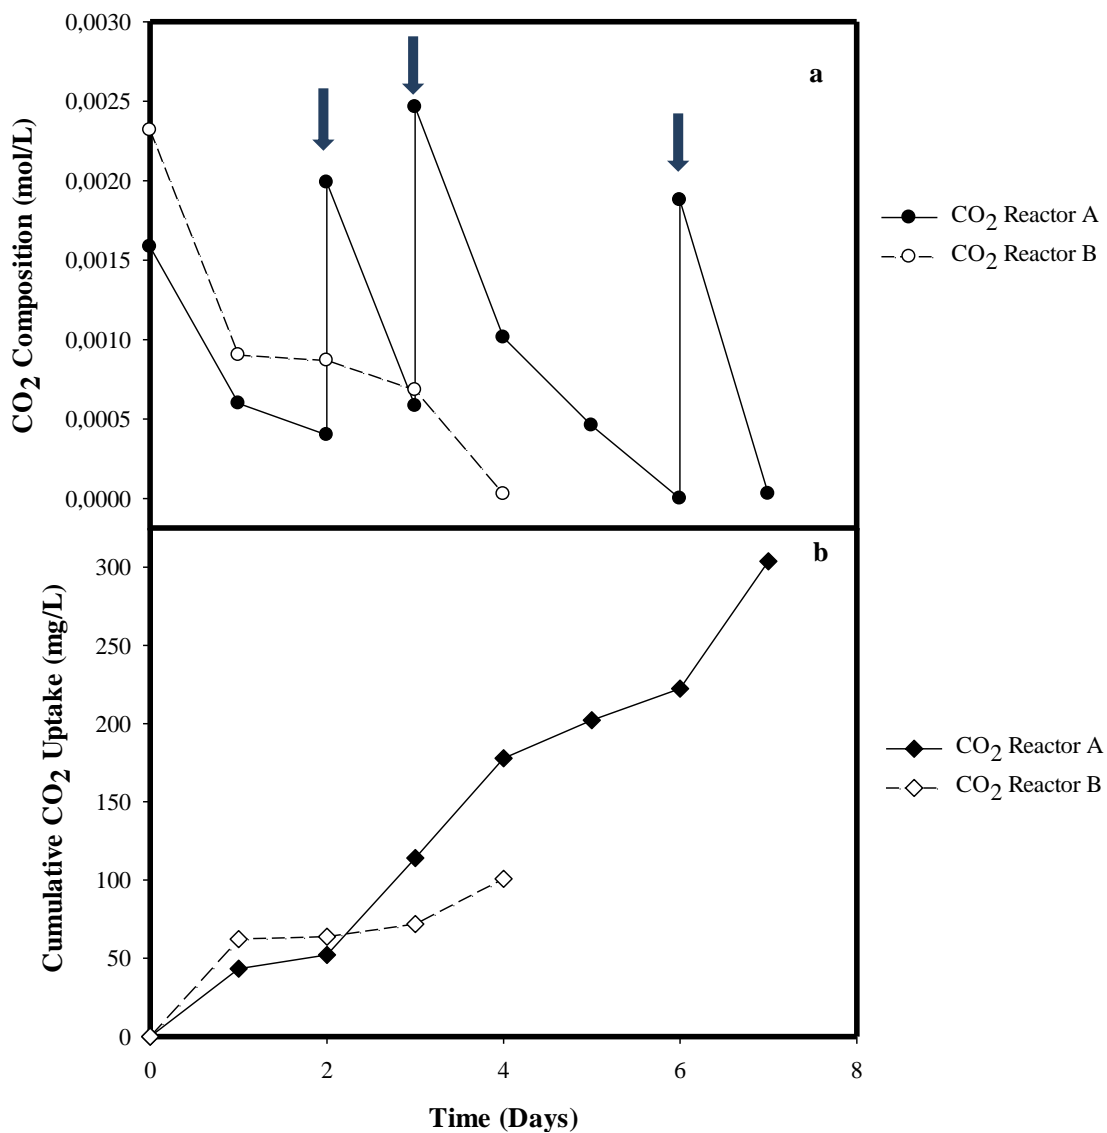 0,0030
0,0025
0,0020
0,0015
0,0010
0,0005
0,0000
CO2 Composition (mol/L)
a
CO2 Reactor A
CO2 Reactor B
300
250
200
150
100
50
0
Cumulative CO2 Uptake (mg/L)
b
CO2 Reactor A
CO2 Reactor B
0 2 4 6 8
Time (Days)